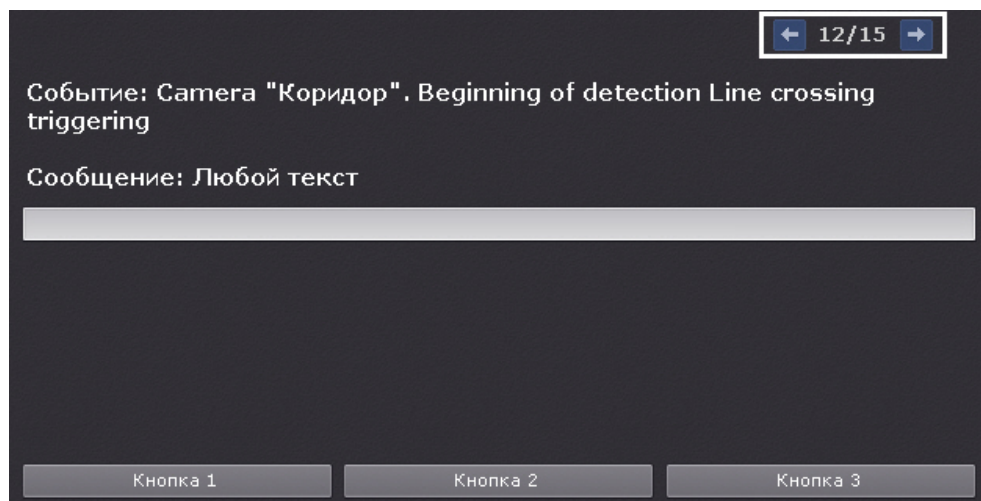 ← 12/15 →
Событие: Camera "Коридор". Beginning of detection Line crossing
triggering
Сообщение: Любой текст
Кнопка 1
Кнопка 2
Кнопка 3